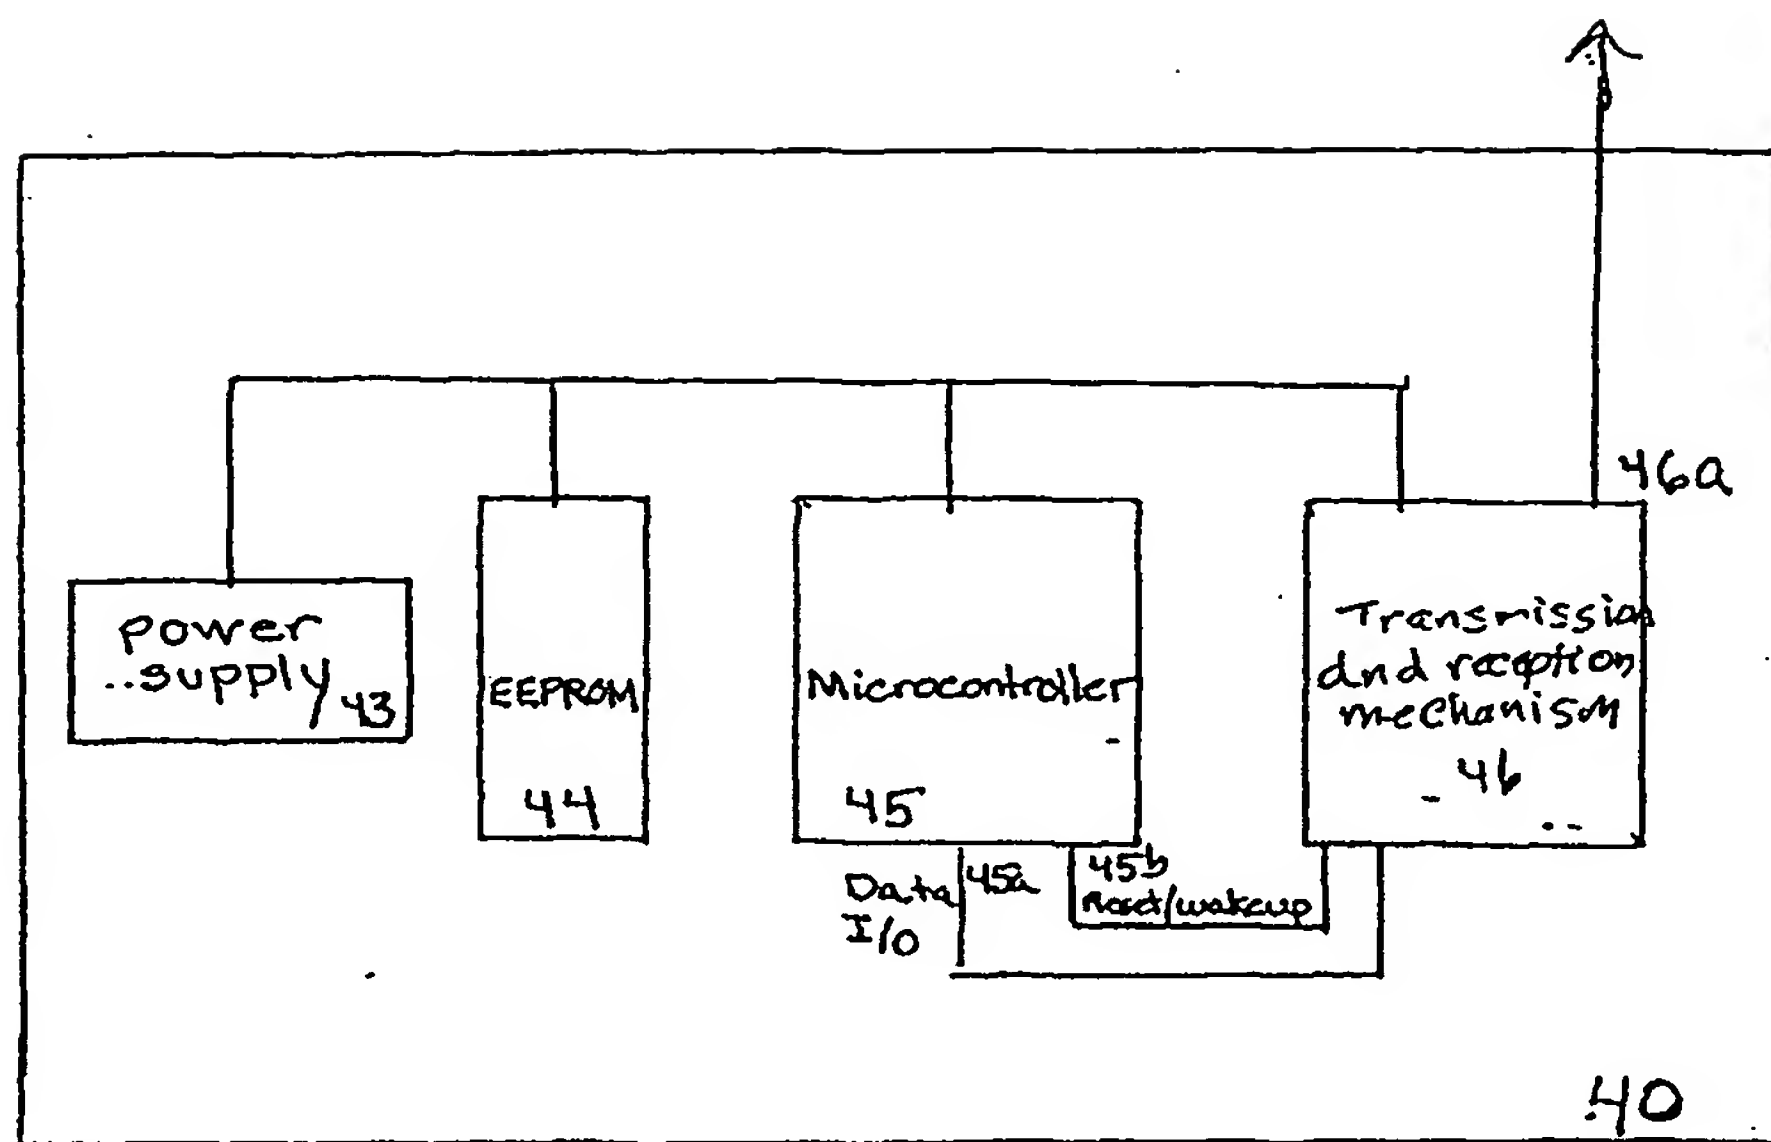 46a
power
supply
43
EEPROM
44
Microcontroller
45
Transmission
and reception
mechanism
46
Data
I/O
45a
45b
Reset/wakeup
40